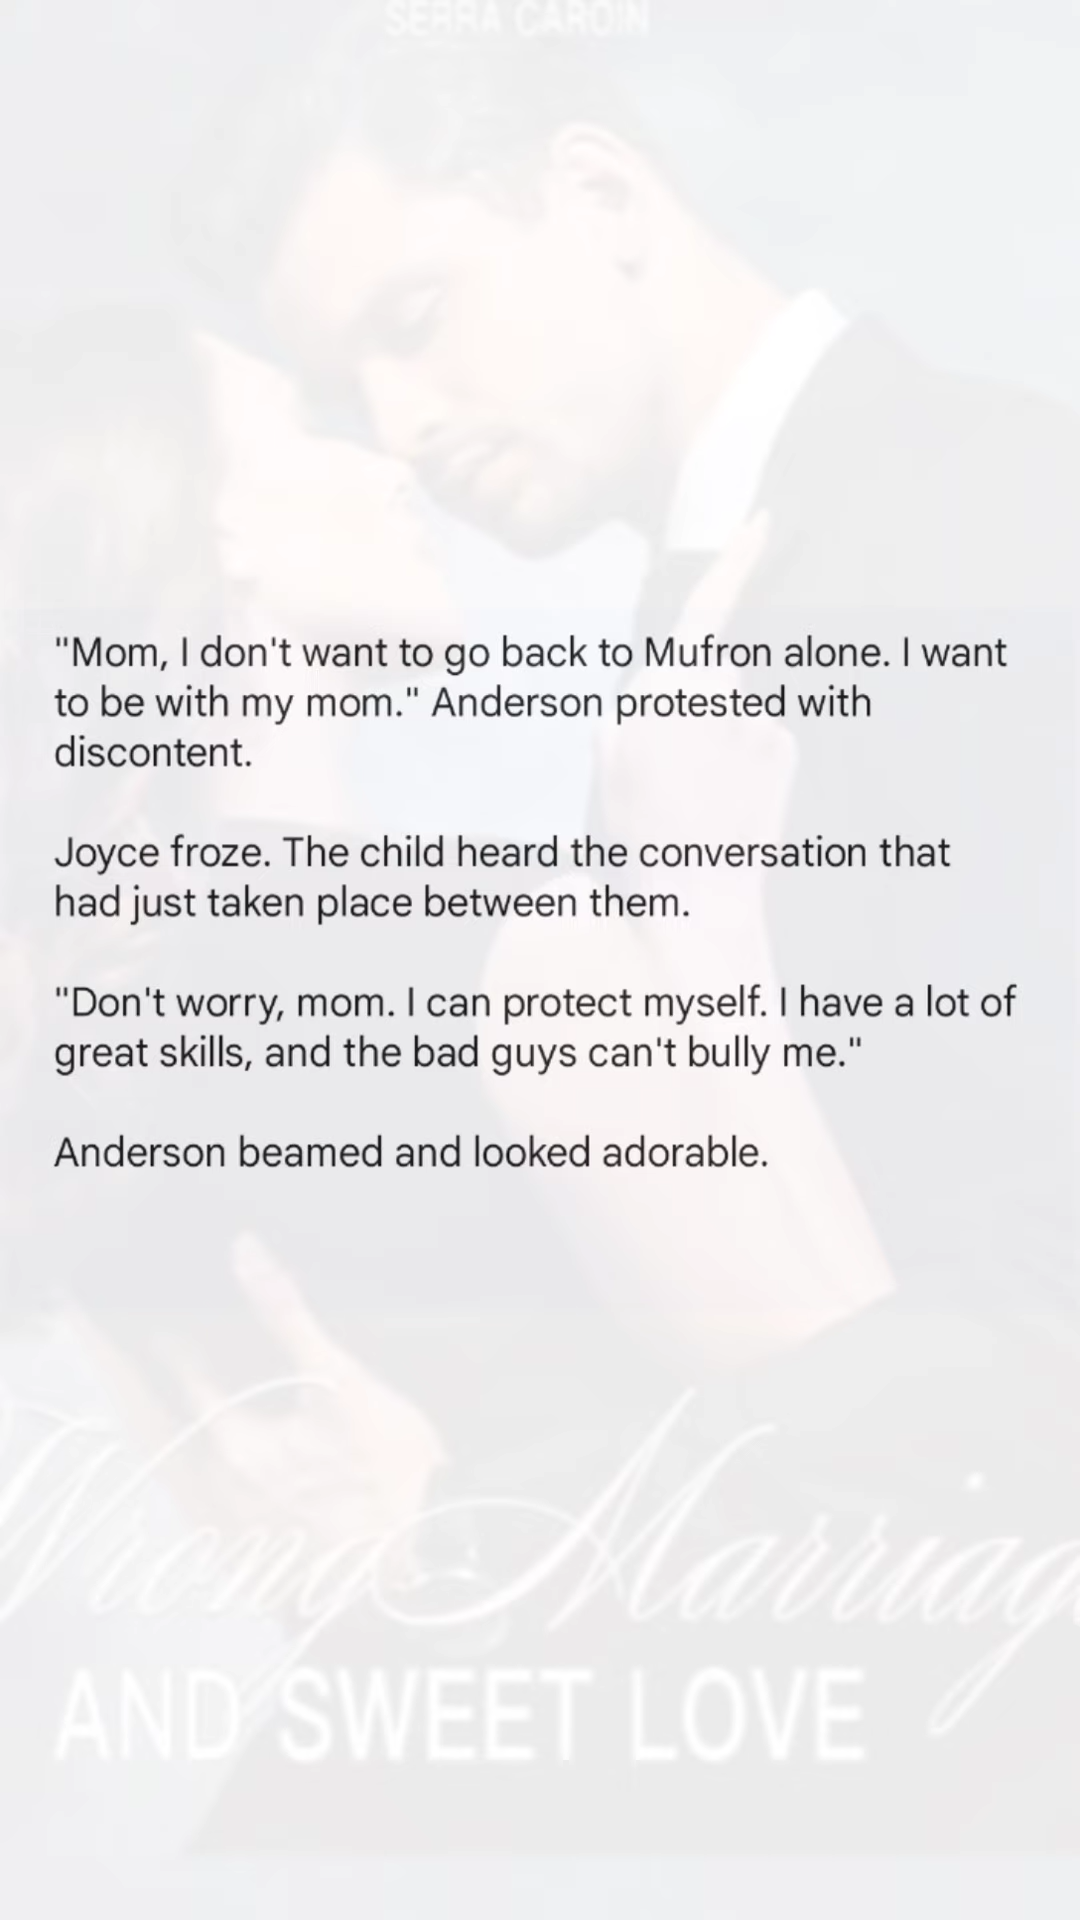 SERRA CARDIN
"Mom, I don't want to go back to Mufron alone. I want
to be with my mom." Anderson protested with
discontent.
Joyce froze. The child heard the conversation that
had just taken place between them.
"Don't worry, mom. I can protect myself. I have a lot of
great skills, and the bad guys can't bully me."
Anderson beamed and looked adorable.
Wrong Marriag
AND SWEET LOVE